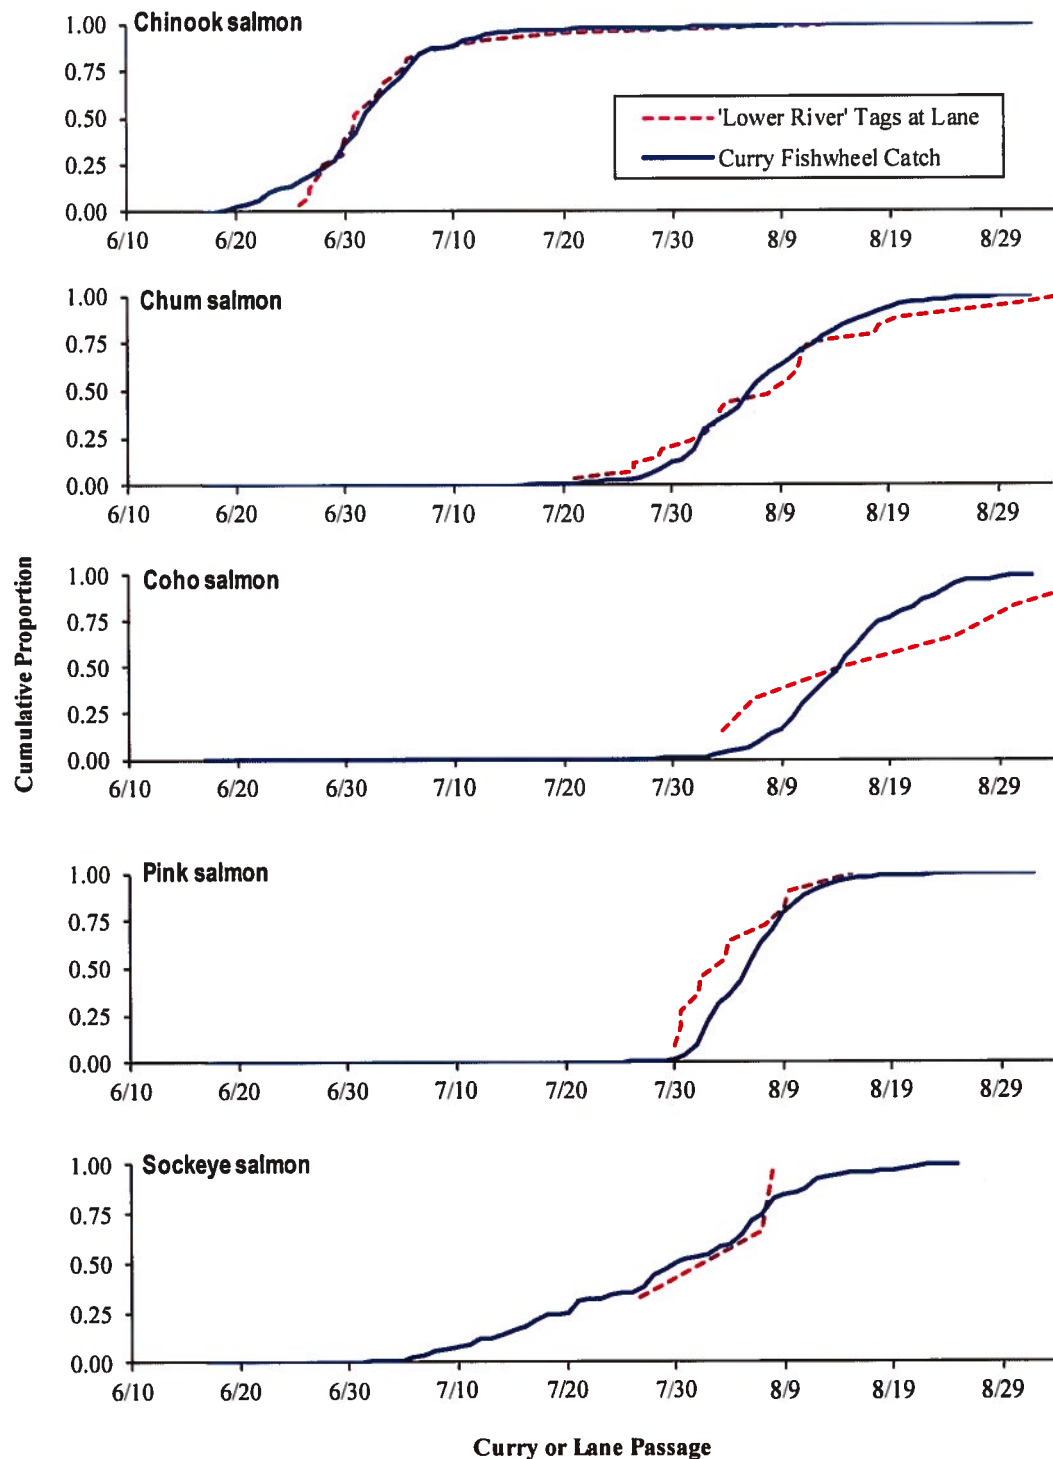 Chinook salmon
1.00
0.75
0.50
0.25
0.00
'Lower River' Tags at Lane
Curry Fishwheel Catch
6/10 6/20 6/30 7/10 7/20 7/30 8/9 8/19 8/29
Chum salmon
1.00
0.75
0.50
0.25
0.00
6/10 6/20 6/30 7/10 7/20 7/30 8/9 8/19 8/29
Cumulative Proportion
Coho salmon
1.00
0.75
0.50
0.25
0.00
6/10 6/20 6/30 7/10 7/20 7/30 8/9 8/19 8/29
Pink salmon
1.00
0.75
0.50
0.25
0.00
6/10 6/20 6/30 7/10 7/20 7/30 8/9 8/19 8/29
Sockeye salmon
1.00
0.75
0.50
0.25
0.00
6/10 6/20 6/30 7/10 7/20 7/30 8/9 8/19 8/29
Curry or Lane Passage